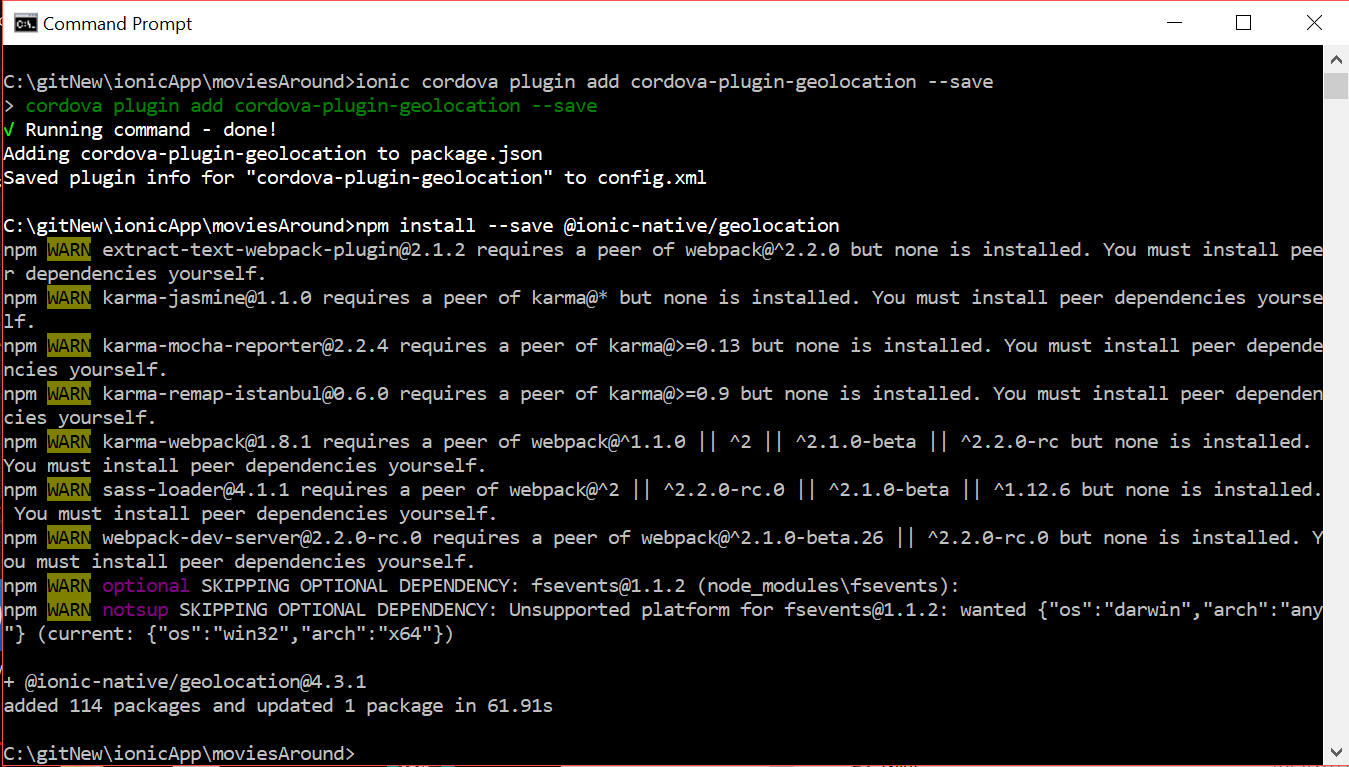 Command Prompt
C:\gitNew\ionicApp\moviesAround>ionic cordova plugin add cordova-plugin-geolocation --save
> cordova plugin add cordova-plugin-geolocation --save
√ Running command - done!
Adding cordova-plugin-geolocation to package.json
Saved plugin info for "cordova-plugin-geolocation" to config.xml
C:\gitNew\ionicApp\moviesAround>npm install --save @ionic-native/geolocation
npm WARN extract-text-webpack-plugin@2.1.2 requires a peer of webpack@^2.2.0 but none is installed. You must install pee
r dependencies yourself.
npm WARN karma-jasmine@1.1.0 requires a peer of karma@* but none is installed. You must install peer dependencies yourse
lf.
npm WARN karma-mocha-reporter@2.2.4 requires a peer of karma@>=0.13 but none is installed. You must install peer depende
ncies yourself.
npm WARN karma-remap-istanbul@0.6.0 requires a peer of karma@>=0.9 but none is installed. You must install peer dependen
cies yourself.
npm WARN karma-webpack@1.8.1 requires a peer of webpack@^1.1.0 || ^2 || ^2.1.0-beta || ^2.2.0-rc but none is installed.
You must install peer dependencies yourself.
npm WARN sass-loader@4.1.1 requires a peer of webpack@^2 || ^2.2.0-rc.0 || ^2.1.0-beta || ^1.12.6 but none is installed.
 You must install peer dependencies yourself.
npm WARN webpack-dev-server@2.2.0-rc.0 requires a peer of webpack@^2.1.0-beta.26 || ^2.2.0-rc.0 but none is installed. Y
ou must install peer dependencies yourself.
npm WARN optional SKIPPING OPTIONAL DEPENDENCY: fsevents@1.1.2 (node_modules\fsevents):
npm WARN notsup SKIPPING OPTIONAL DEPENDENCY: Unsupported platform for fsevents@1.1.2: wanted {"os":"darwin","arch":"any
"} (current: {"os":"win32","arch":"x64"})
+ @ionic-native/geolocation@4.3.1
added 114 packages and updated 1 package in 61.91s
C:\gitNew\ionicApp\moviesAround>